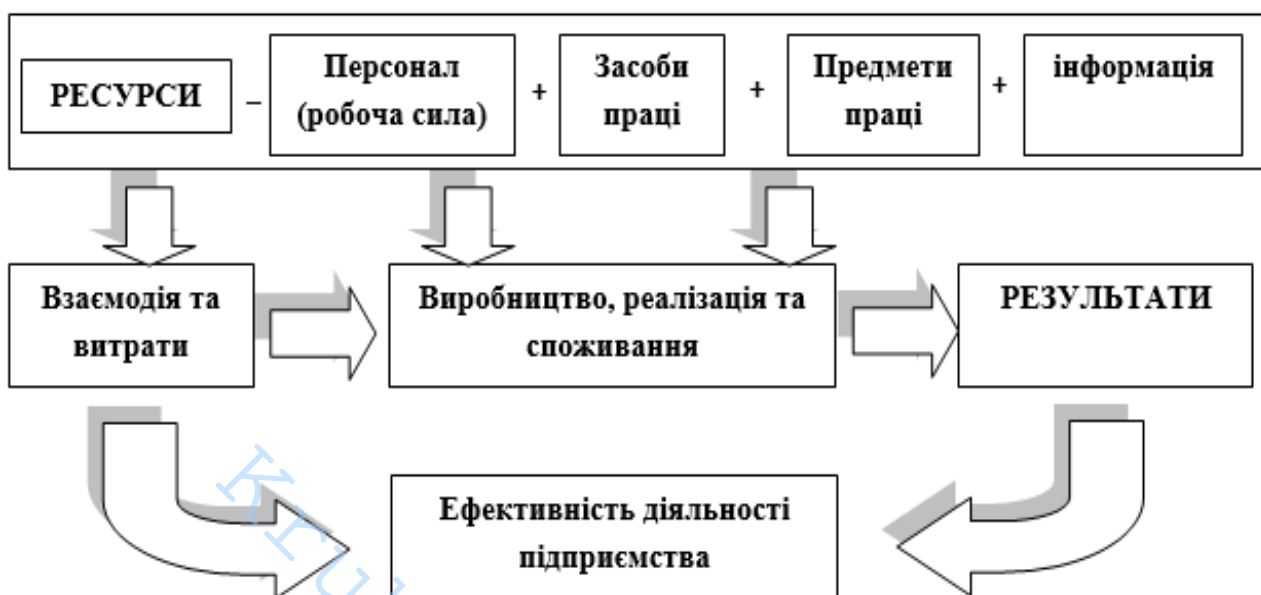 РЕСУРСИ – Персонал (робоча сила) + Засоби праці + Предмети праці + інформація
Взаємодія та
витрати
Виробництво, реалізація та
споживання
РЕЗУЛЬТАТИ
Ефективність діяльності
підприємства